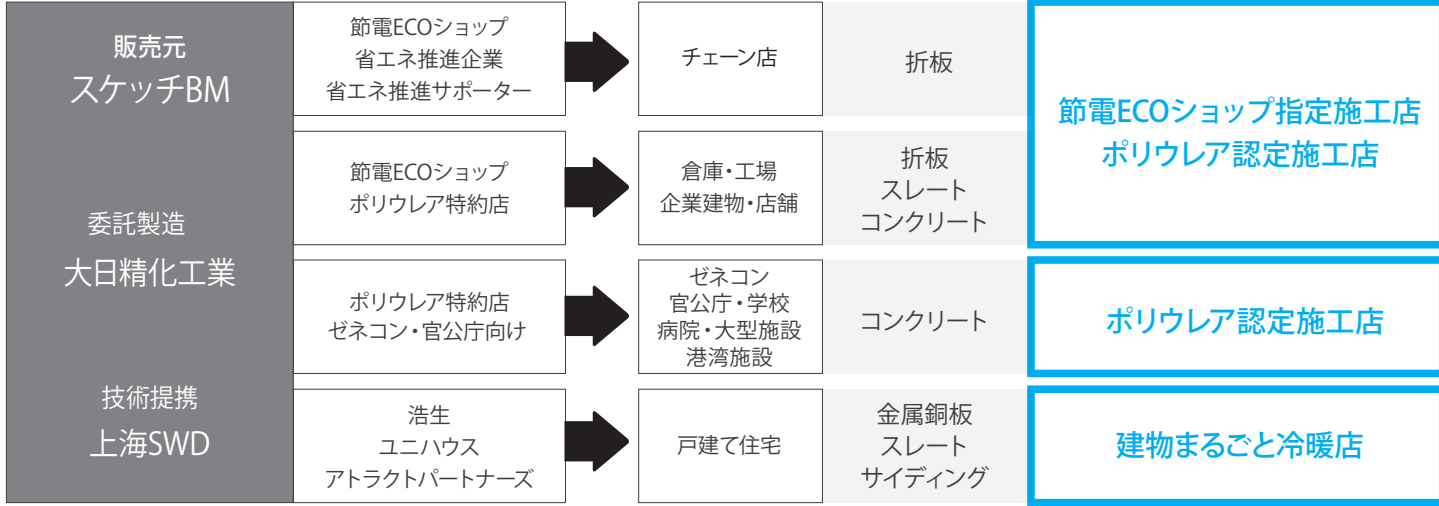 販売元
スケッチBM
委託製造
大日精化工業
技術提携
上海SWD
節電ECOショップ
省エネ推進企業
省エネ推進サポーター
チェーン店
折板
節電ECOショップ
ポリウレア特約店
倉庫・工場
企業建物・店舗
折板
スレート
コンクリート
節電ECOショップ指定施工店
ポリウレア認定施工店
ポリウレア特約店
ゼネコン・官公庁向け
ゼネコン
官公庁・学校
病院・大型施設
港湾施設
コンクリート
ポリウレア認定施工店
浩生
ユニハウス
アトラクトパートナーズ
戸建て住宅
金属銅板
スレート
サイディング
建物まるごと冷暖店